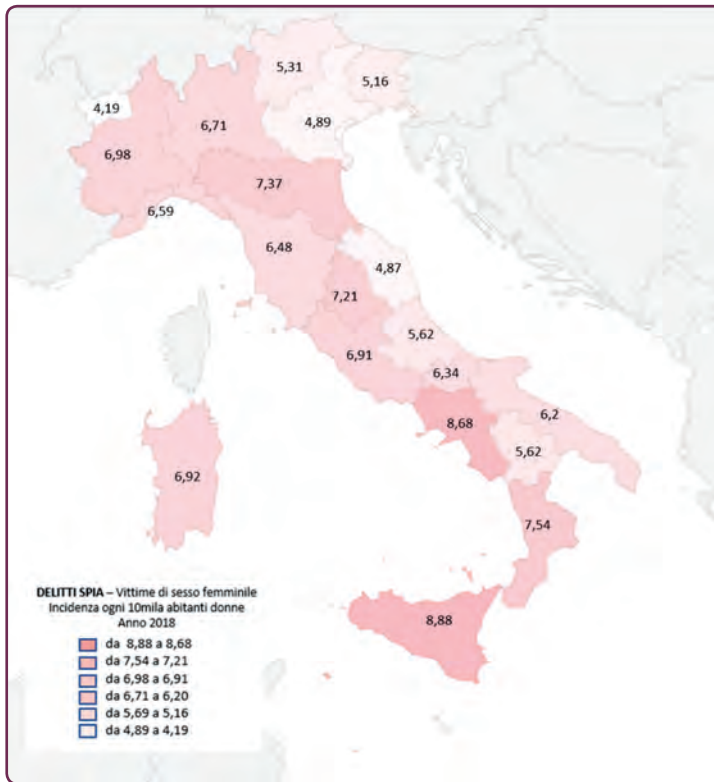 5,31
5,16
4,19
4,89
6,71
6,98
7,37
6,59
6,48
4,87
7,21
5,62
6,91
6,34
6,2
8,68
5,62
6,92
7,54
DELITTI SPIA – Vittime di sesso femminile
Incidenza ogni 10mila abitanti donne
Anno 2018
da 8,88 a 8,68
da 7,54 a 7,21
da 6,98 a 6,91
da 6,71 a 6,20
da 5,69 a 5,16
da 4,89 a 4,19
8,88